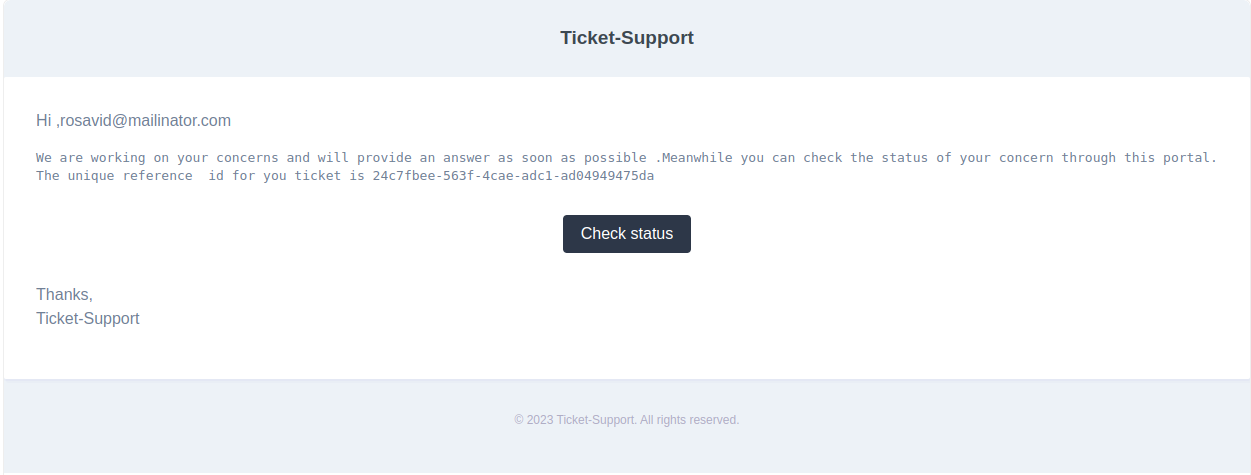 Ticket-Support
Hi ,rosavid@mailinator.com
We are working on your concerns and will provide an answer as soon as possible .Meanwhile you can check the status of your concern through this portal.
The unique reference  id for you ticket is 24c7fbee-563f-4cae-adc1-ad04949475da
Check status
Thanks,
Ticket-Support
© 2023 Ticket-Support. All rights reserved.